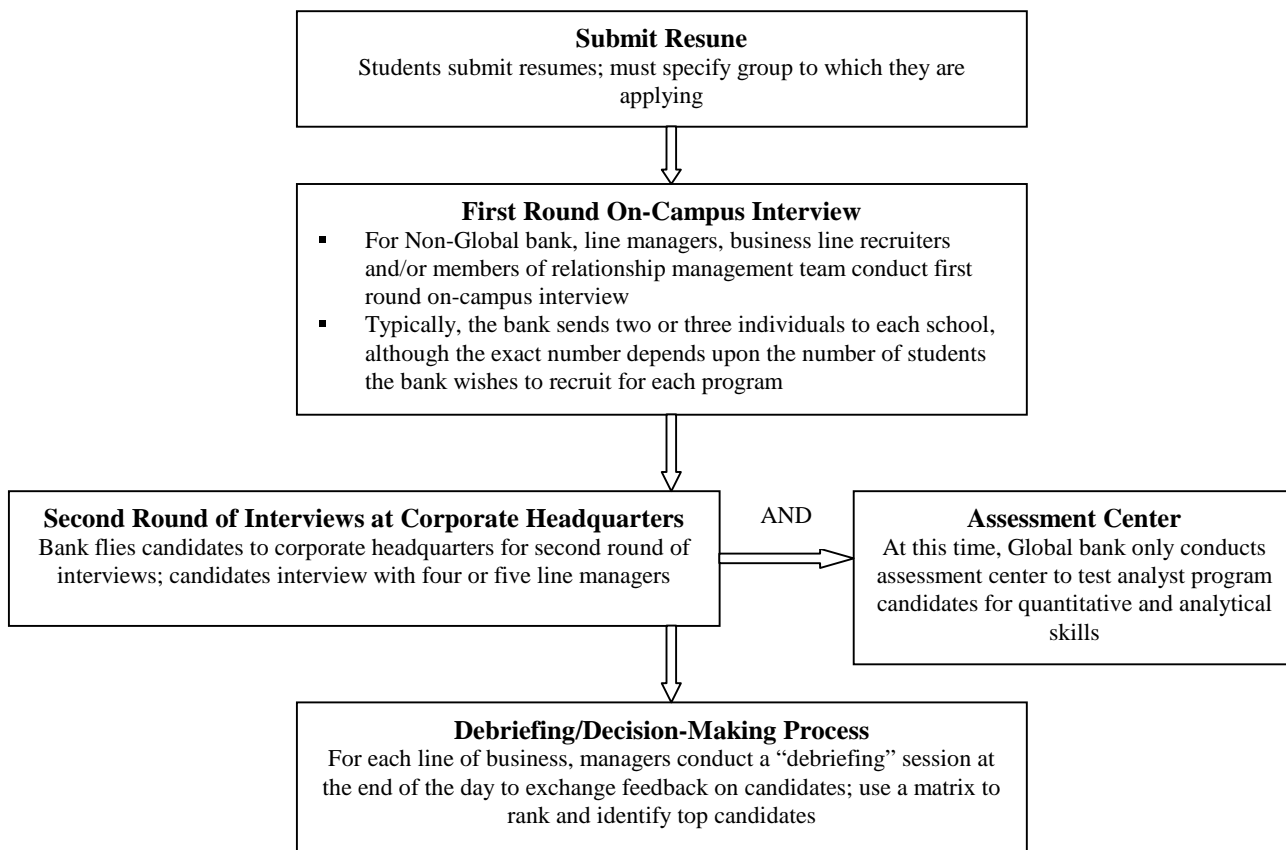 Submit Resune
Students submit resumes; must specify group to which they are
applying
First Round On-Campus Interview
▪ For Non-Global bank, line managers, business line recruiters
and/or members of relationship management team conduct first
round on-campus interview
▪ Typically, the bank sends two or three individuals to each school,
although the exact number depends upon the number of students
the bank wishes to recruit for each program
Second Round of Interviews at Corporate Headquarters
Bank flies candidates to corporate headquarters for second round of
interviews; candidates interview with four or five line managers
AND
Assessment Center
At this time, Global bank only conducts
assessment center to test analyst program
candidates for quantitative and analytical
skills
Debriefing/Decision-Making Process
For each line of business, managers conduct a “debriefing” session at
the end of the day to exchange feedback on candidates; use a matrix to
rank and identify top candidates